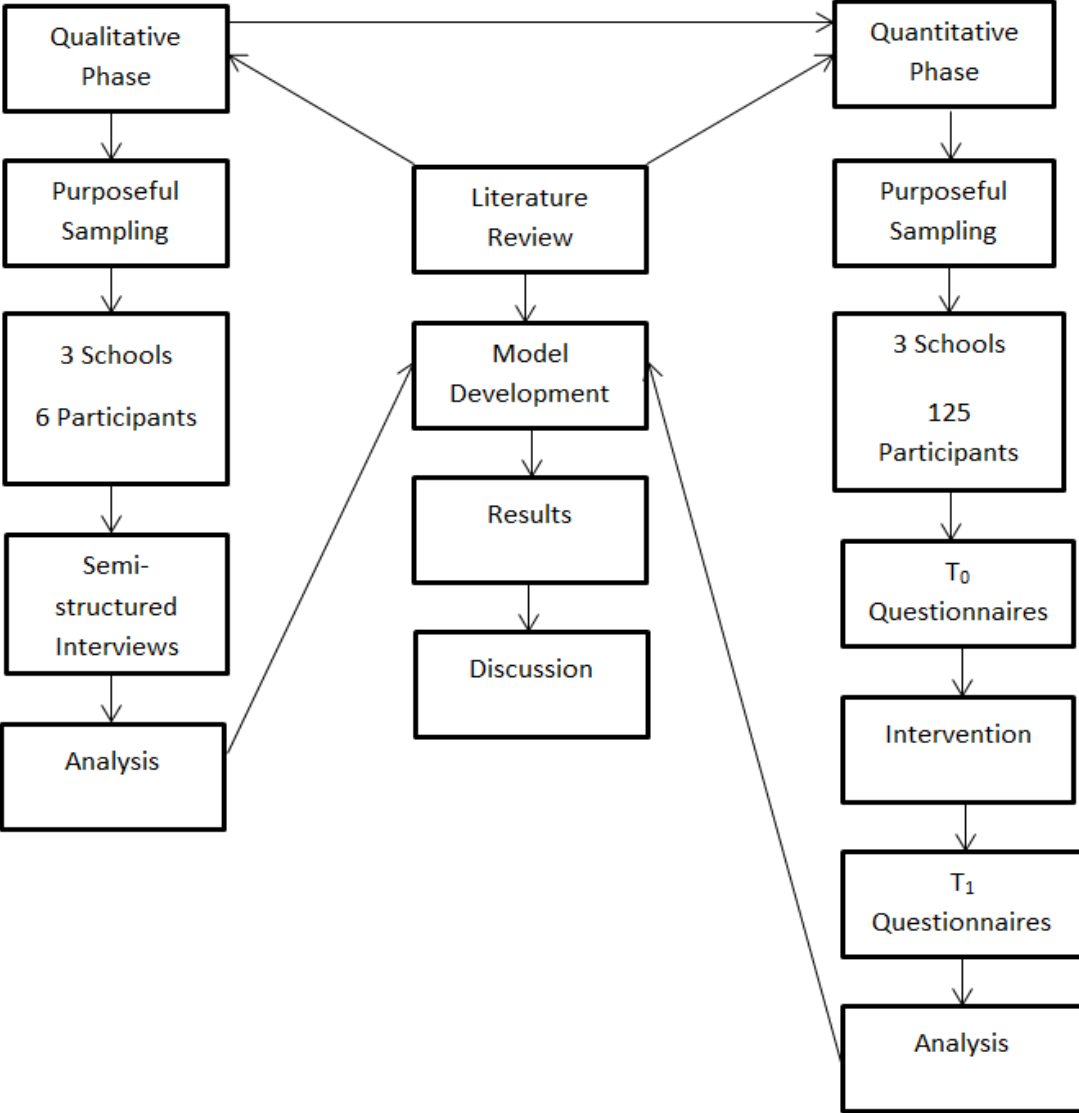 Qualitative
Phase
Purposeful
Sampling
3 Schools
6 Participants
Semi-
structured
Interviews
Analysis
Literature
Review
Model
Development
Results
Discussion
Quantitative
Phase
Purposeful
Sampling
3 Schools
125
Participants
T₀
Questionnaires
Intervention
T₁
Questionnaires
Analysis